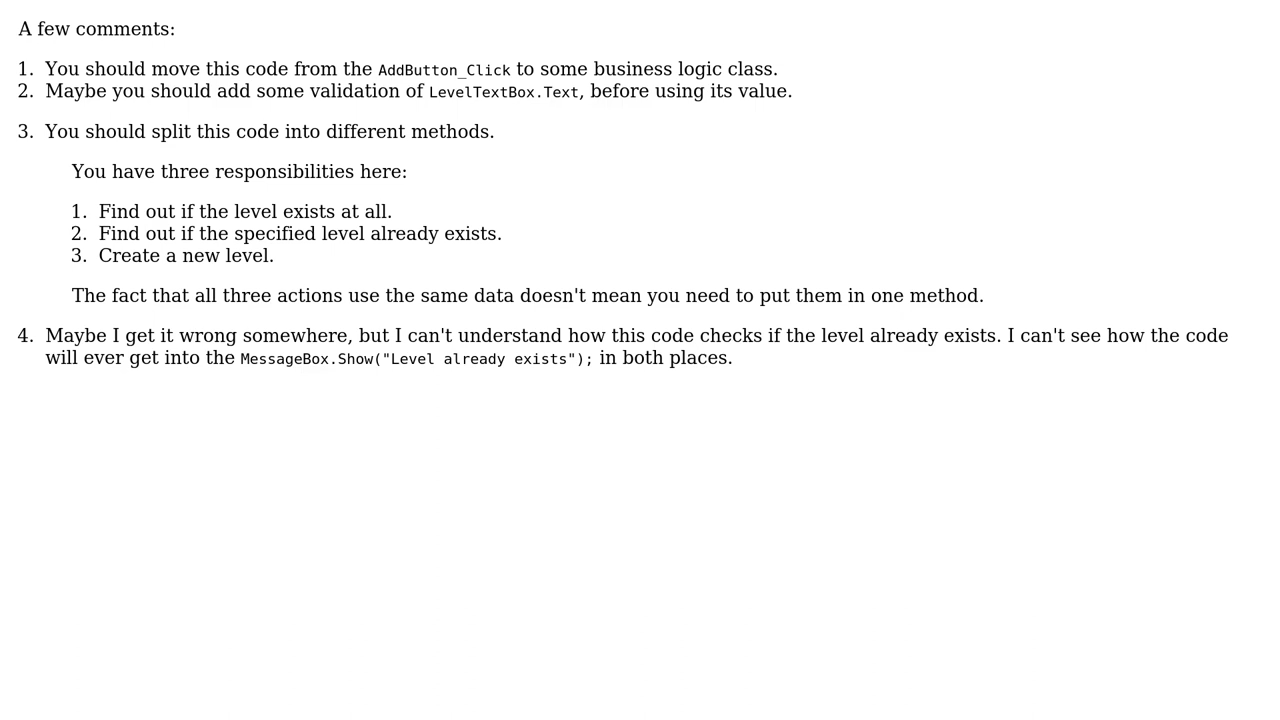 A few comments:
1. You should move this code from the AddButton_Click to some business logic class.
2. Maybe you should add some validation of LevelTextBox.Text, before using its value.
3. You should split this code into different methods.
You have three responsibilities here:
1. Find out if the level exists at all.
2. Find out if the specified level already exists.
3. Create a new level.
The fact that all three actions use the same data doesn't mean you need to put them in one method.
4. Maybe I get it wrong somewhere, but I can't understand how this code checks if the level already exists. I can't see how the code
will ever get into the MessageBox.Show("Level already exists"); in both places.